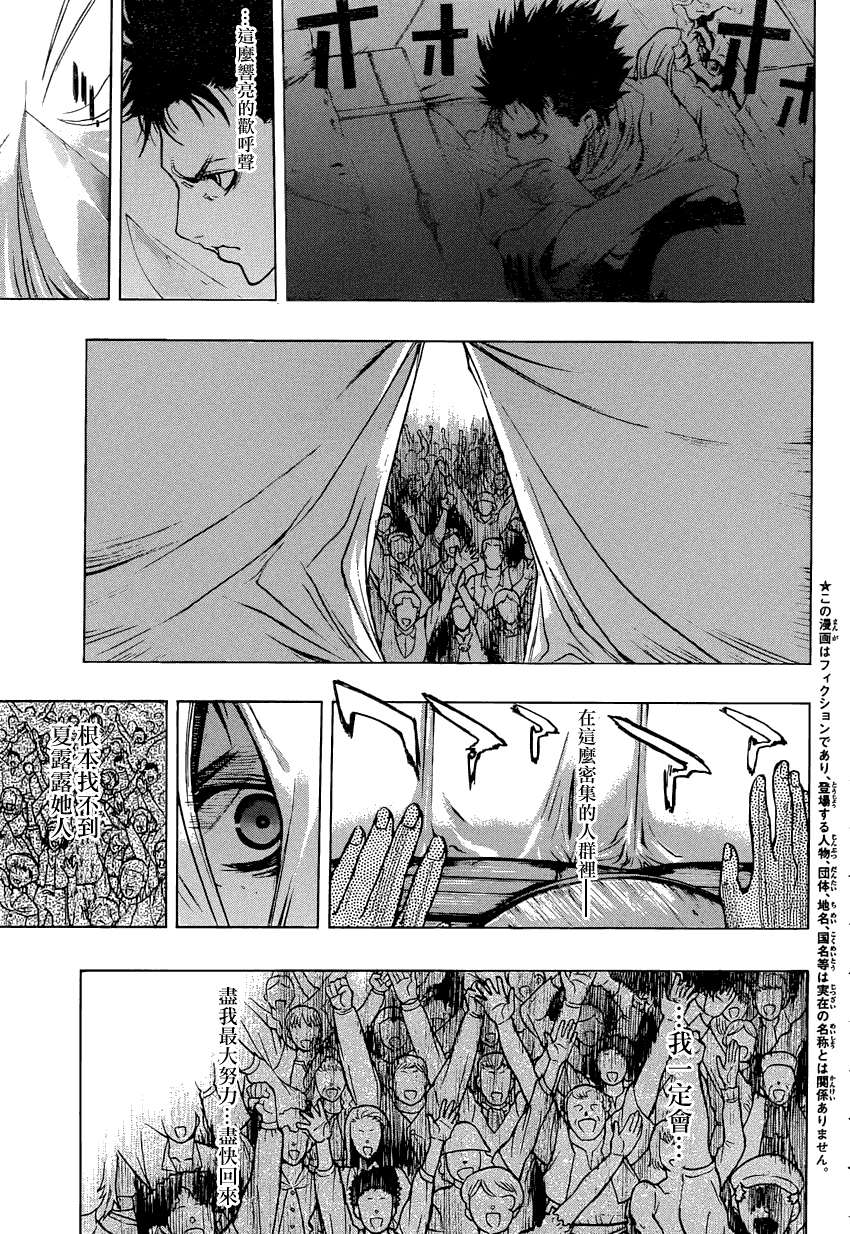 オ
オ
オ
…這麼響亮的歡呼聲
在這麼密集的人群裡──
根本找不到
夏露露她人
…我一定會…
盡我最大努力…盡快回來
★この漫画はフィクションであり、登場する人物、団体、地名、国名等は実在の名称とは関係ありません。